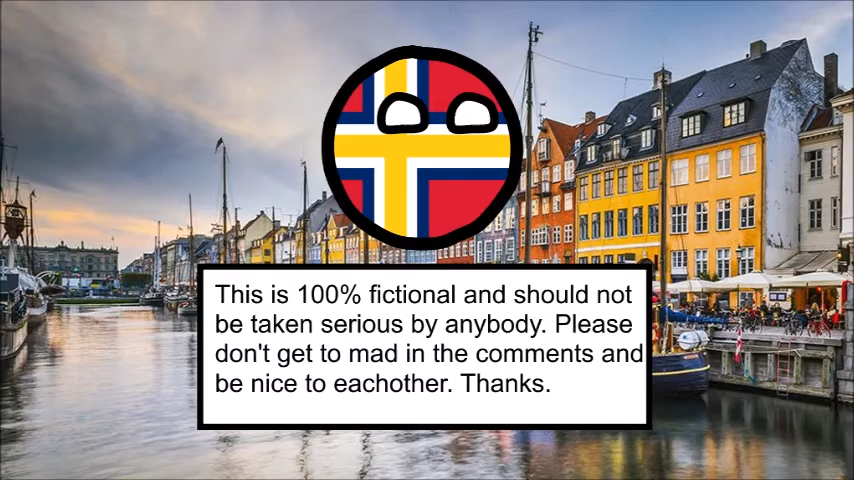 This is 100% fictional and should not
be taken serious by anybody. Please
don't get to mad in the comments and
be nice to eachother. Thanks.